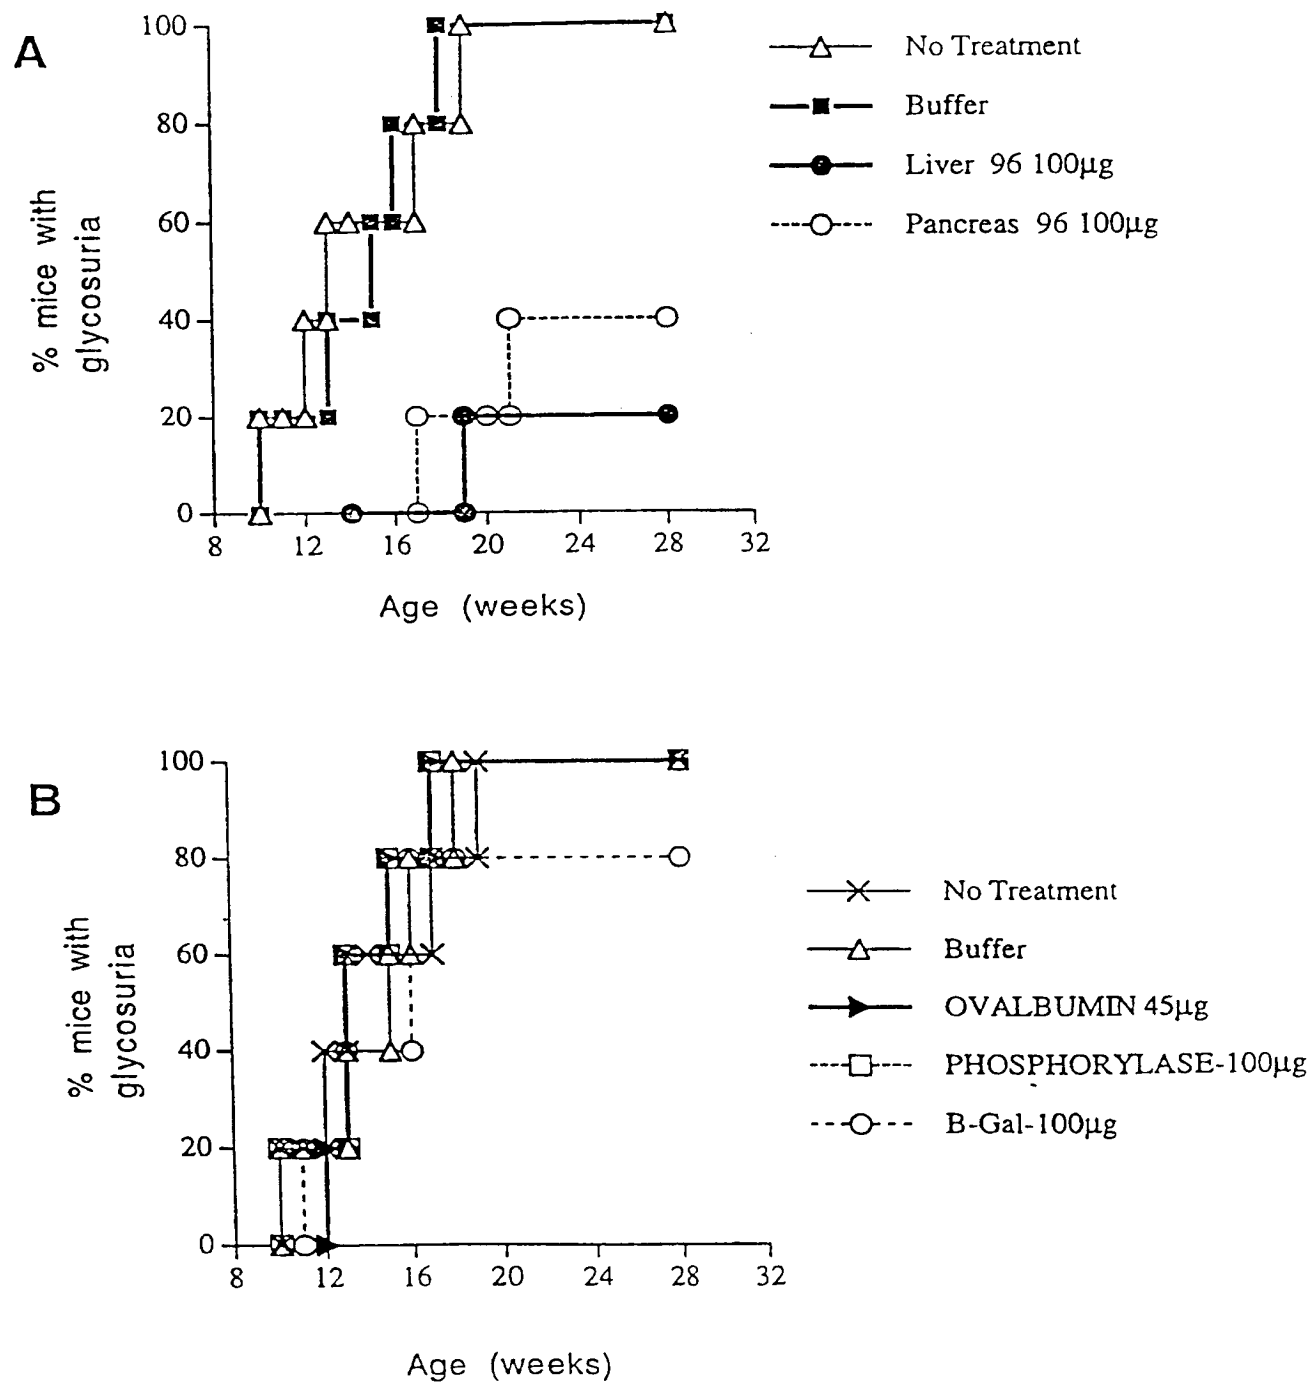 A
100
80
60
40
20
0
8 12 16 20 24 28 32
% mice with
glycosuria
Age (weeks)
No Treatment
Buffer
Liver 96 100µg
Pancreas 96 100µg
B
100
80
60
40
20
0
8 12 16 20 24 28 32
% mice with
glycosuria
Age (weeks)
No Treatment
Buffer
OVALBUMIN 45µg
PHOSPHORYLASE-100µg
B-Gal-100µg